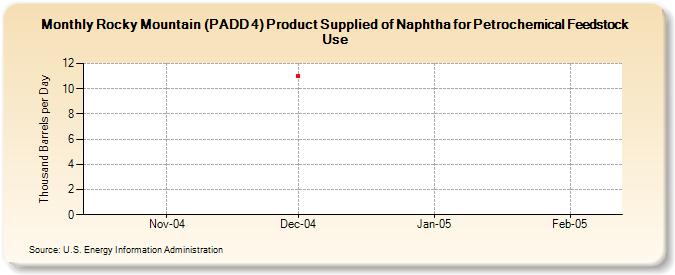 Monthly Rocky Mountain (PADD 4) Product Supplied of Naphtha for Petrochemical Feedstock
Use
Thousand Barrels per Day
12
10
8
6
4
2
0
Nov-04
Dec-04
Jan-05
Feb-05
Source: U.S. Energy Information Administration